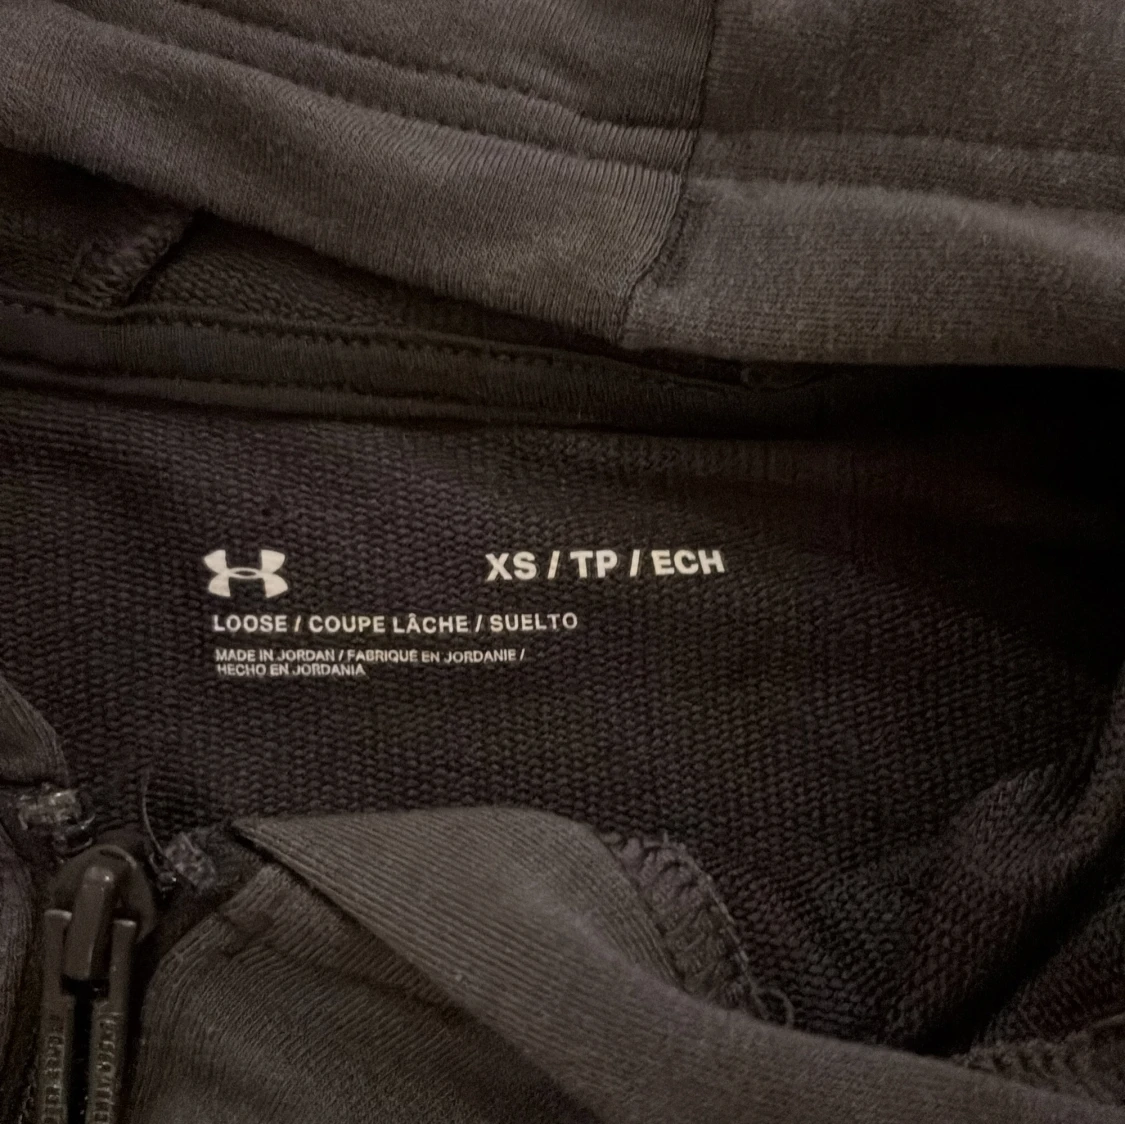 XS / TP / ECH
LOOSE / COUPE LÂCHE / SUELTO
MADE IN JORDAN / FABRIQUÉ EN JORDANIE /
HECHO EN JORDANIA